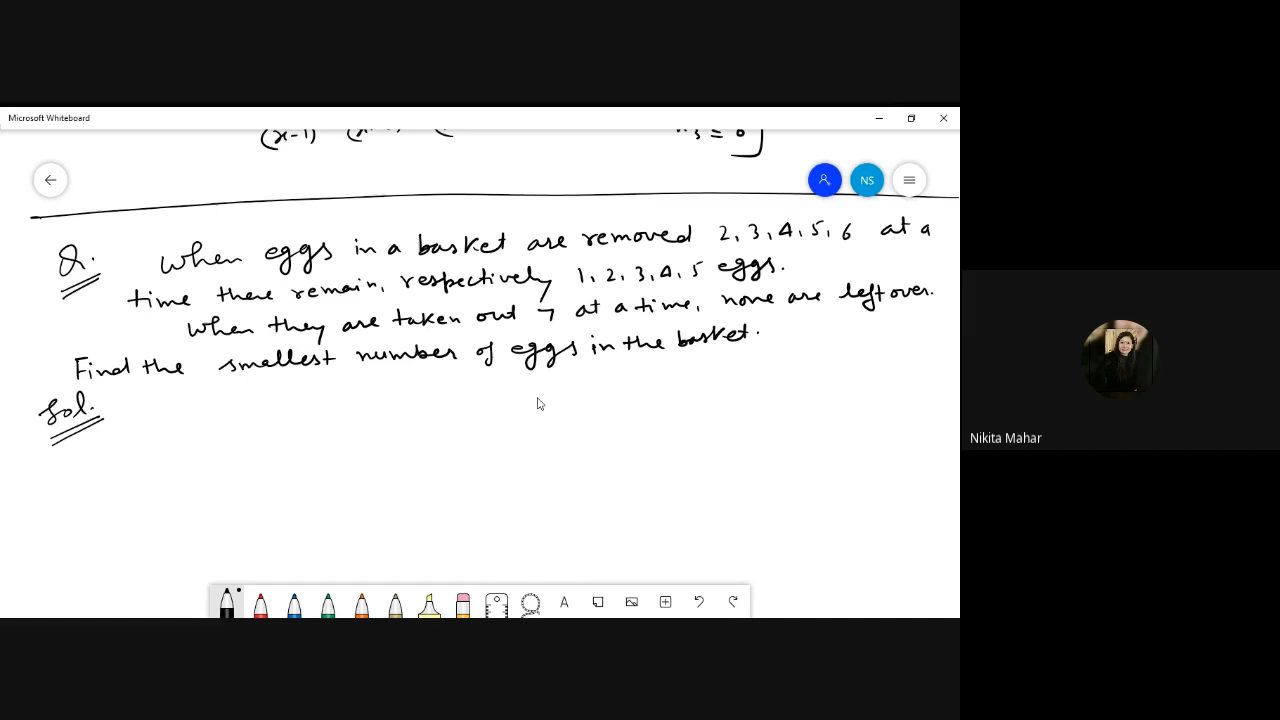 Microsoft Whiteboard
(x-1)
NS
Q. When eggs in a basket are removed 2, 3, 4, 5, 6 at a
time there remain, respectively 1, 2, 3, 4, 5 eggs.
When they are taken out 7 at a time, none are left over.
Find the smallest number of eggs in the basket.
Sol.
A
Nikita Mahar